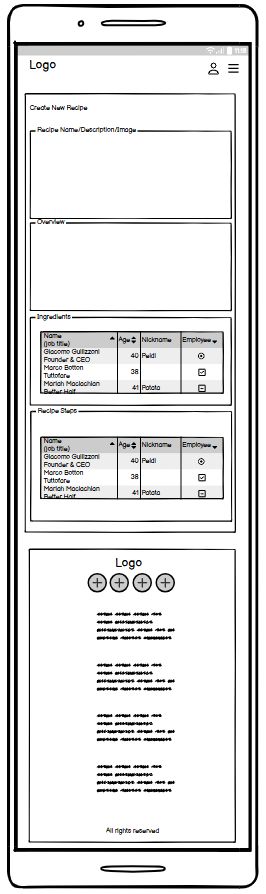 Logo
Create New Recipe
Recipe Name/Description/Image
Overview
Ingredients
Name
(job title) Age Nickname Employee
Giacomo Guilizzoni
Founder & CEO 40 Peldi
Marco Botton
Tuttofare 38
Mariah Maclachlan
Better Half 41 Patata
Recipe Steps
Name
(job title) Age Nickname Employee
Giacomo Guilizzoni
Founder & CEO 40 Peldi
Marco Botton
Tuttofare 38
Mariah Maclachlan
Better Half 41 Patata
Logo
All rights reserved